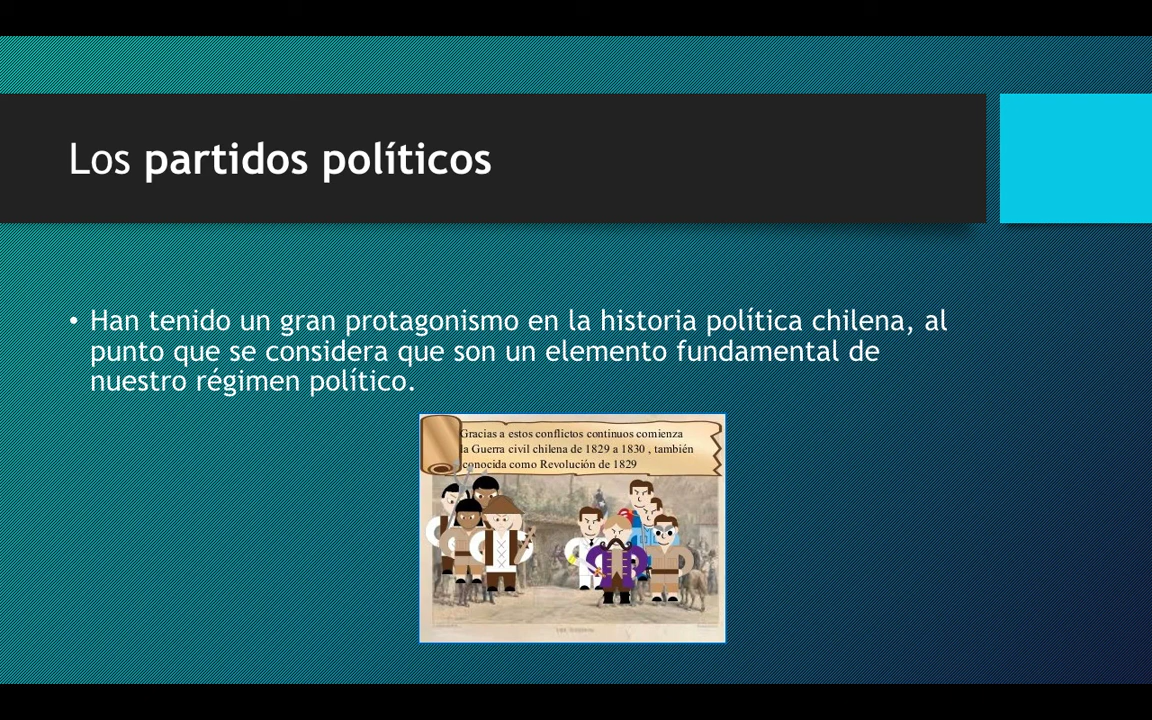 Los partidos políticos
• Han tenido un gran protagonismo en la historia política chilena, al
punto que se considera que son un elemento fundamental de
nuestro régimen político.
Gracias a estos conflictos continuos comienza
la Guerra civil chilena de 1829 a 1830 , también
conocida como Revolución de 1829